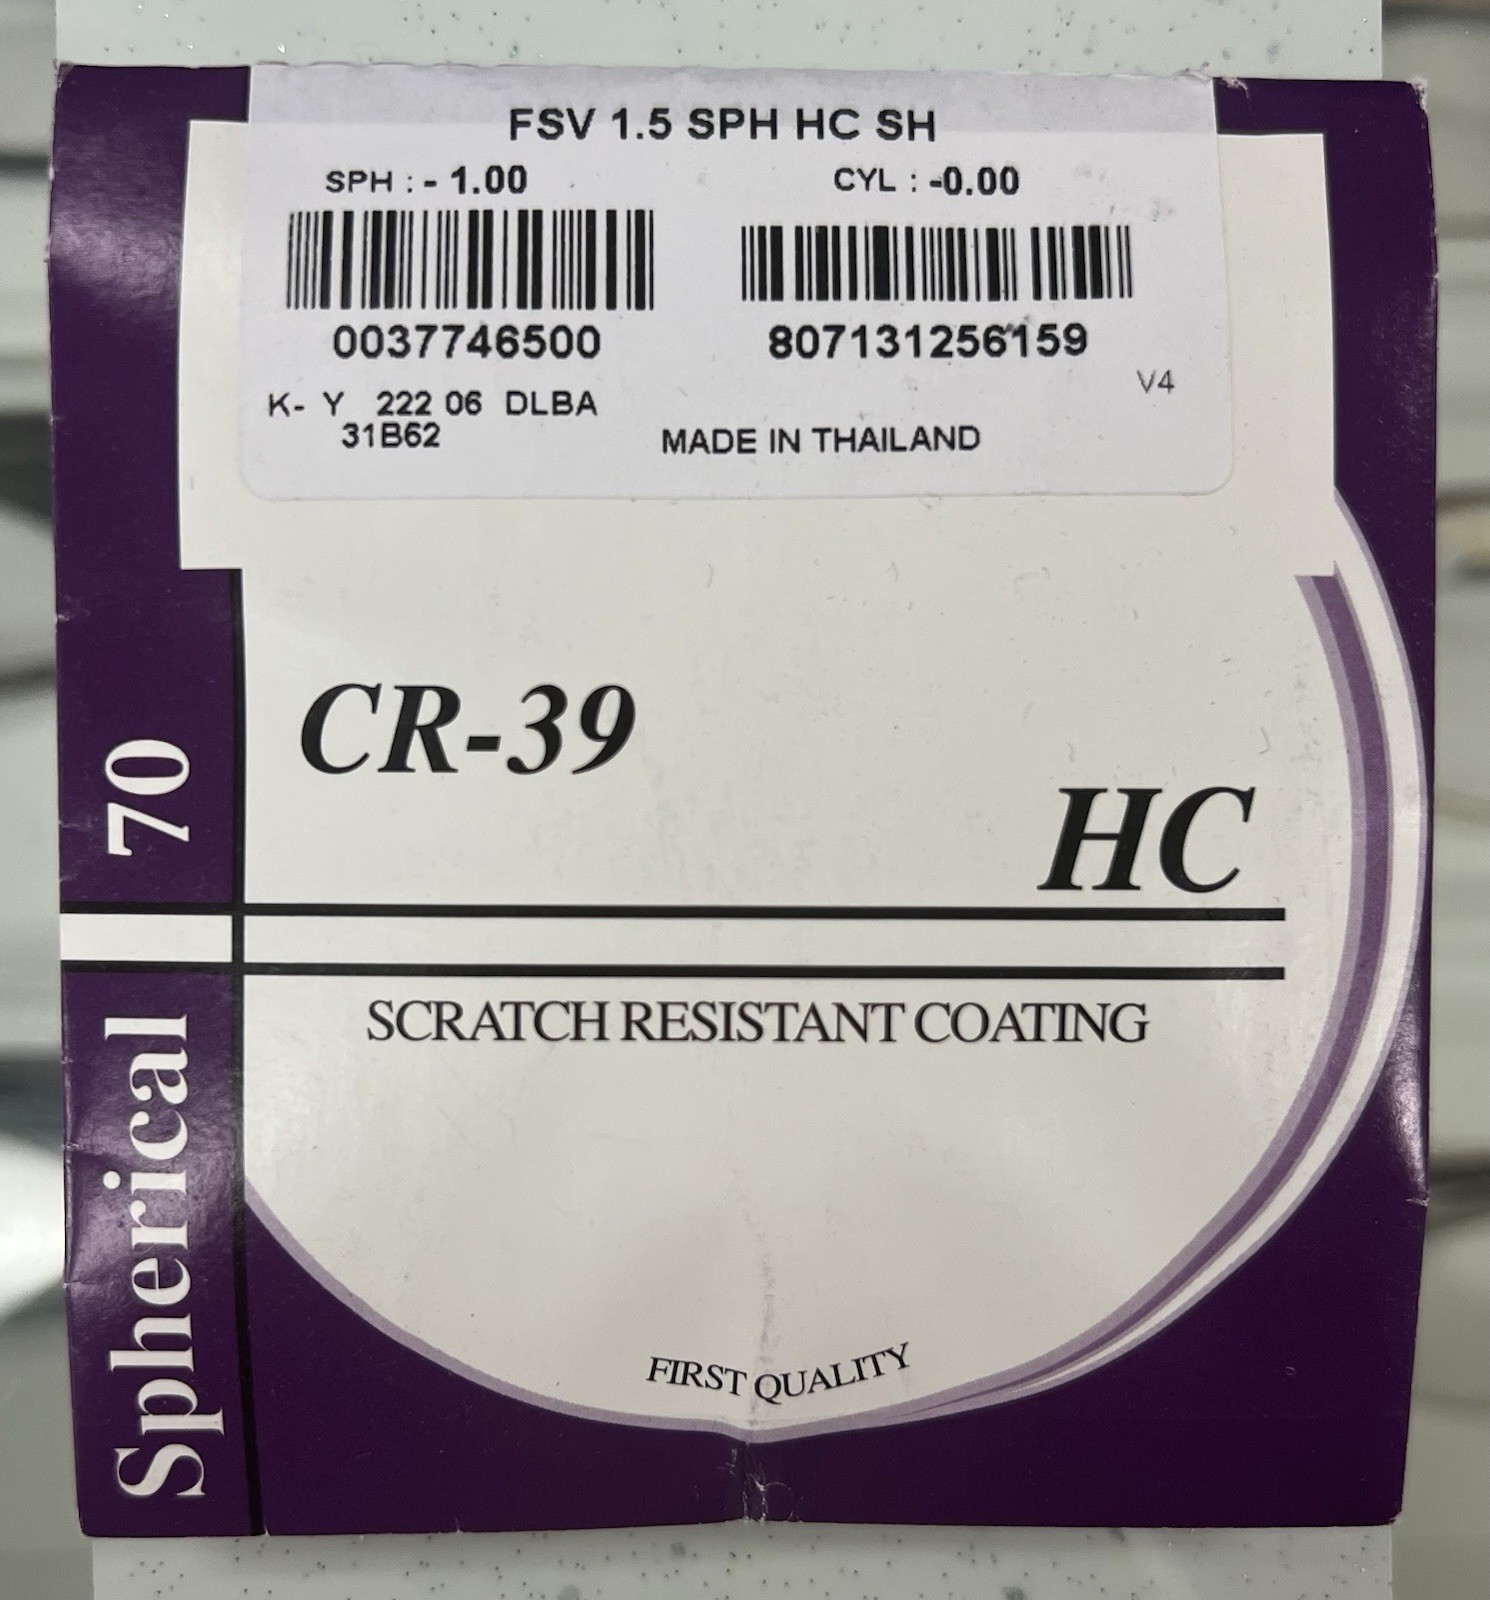 FSV 1.5 SPH HC SH
SPH : - 1.00
CYL : -0.00
0037746500
807131256159
V4
K- Y 222 06 DLBA
31B62
MADE IN THAILAND
CR-39
HC
SCRATCH RESISTANT COATING
FIRST QUALITY
Spherical 70